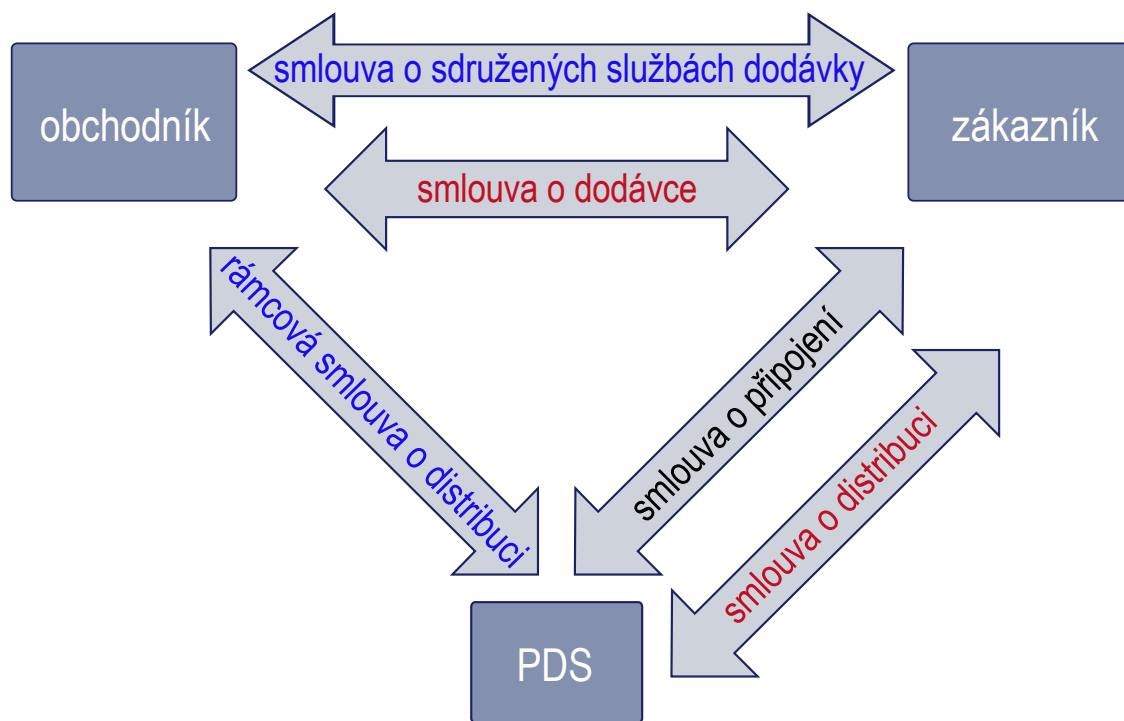 smlouva o sdružených službách dodávky
obchodník
zákazník
smlouva o dodávce
rámcová smlouva o distribuci
smlouva o připojení
smlouva o distribuci
PDS